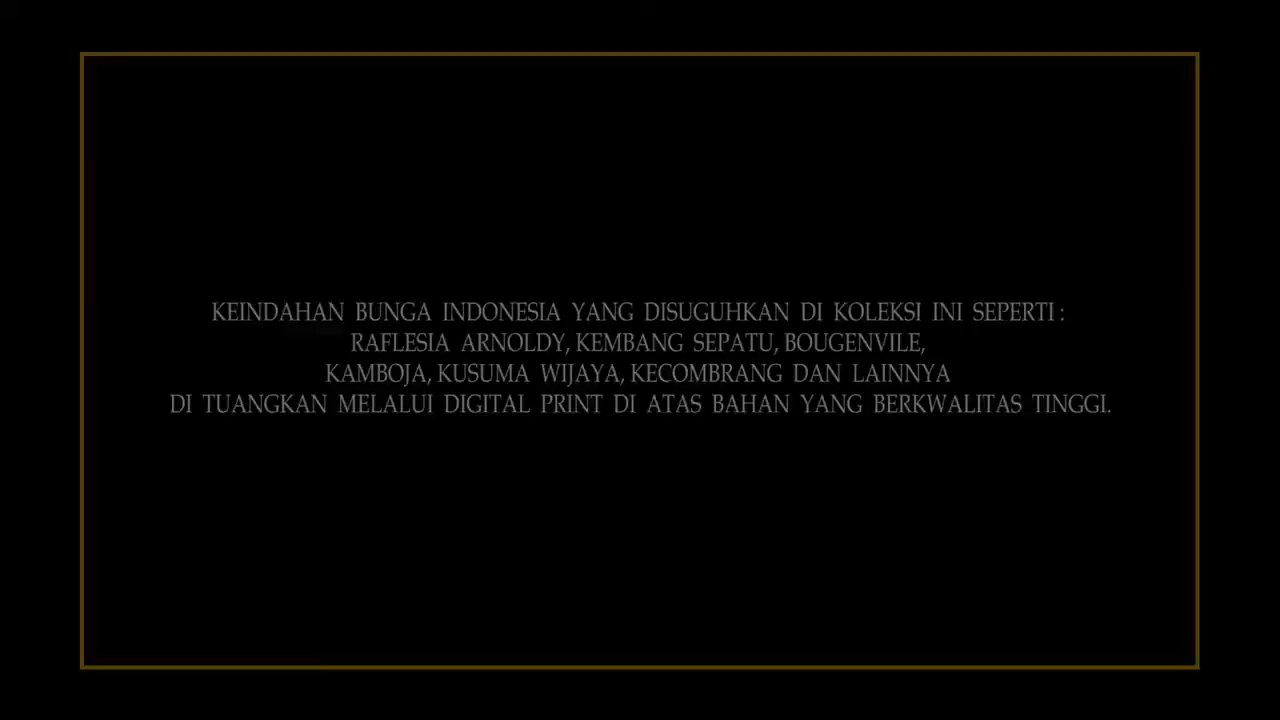 KEINDAHAN BUNGA INDONESIA YANG DISUGUHKAN DI KOLEKSI INI SEPERTI :
RAFLESIA ARNOLDY, KEMBANG SEPATU, BOUGENVILE,
KAMBOJA, KUSUMA WIJAYA, KECOMBRANG DAN LAINNYA
DI TUANGKAN MELALUI DIGITAL PRINT DI ATAS BAHAN YANG BERKWALITAS TINGGI.